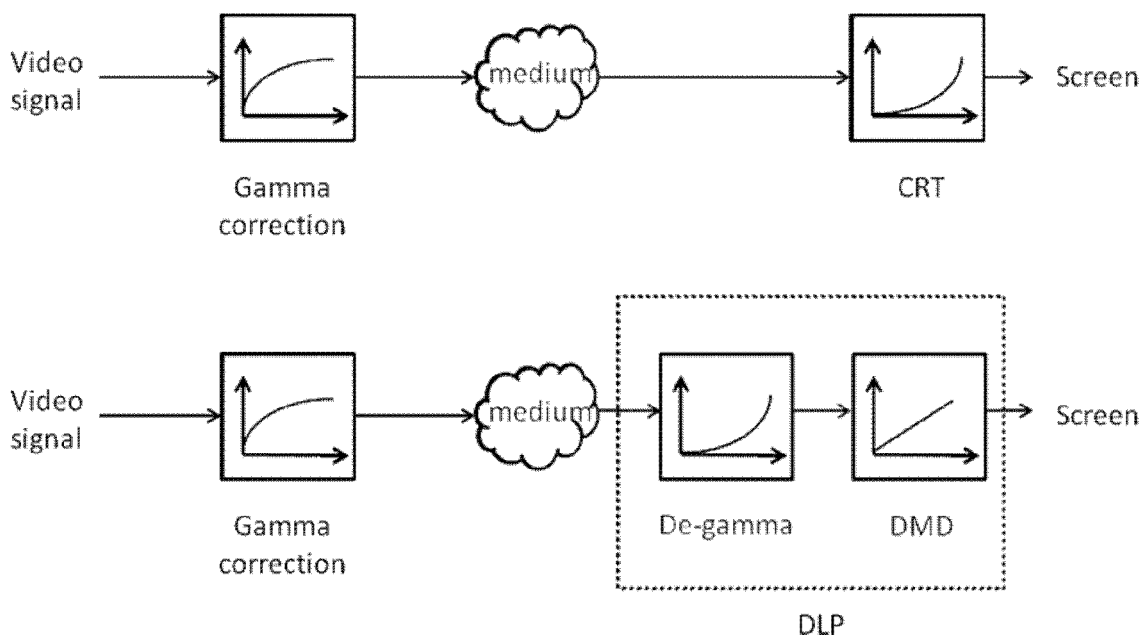 Video
signal
medium
Screen
Gamma
correction
CRT
Video
signal
medium
Screen
De-gamma
DMD
Gamma
correction
DLP